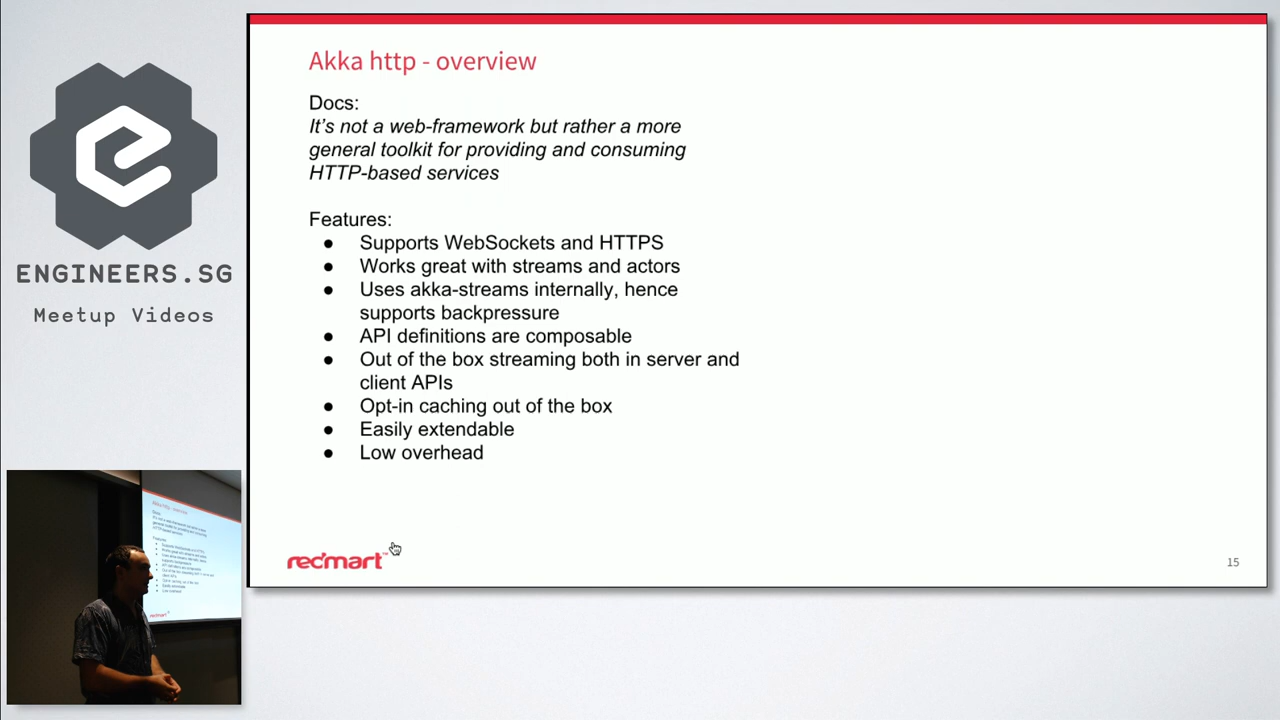 ENGINEERS.SG
Meetup Videos
Akka http - overview
Docs:
It's not a web-framework but rather a more
general toolkit for providing and consuming
HTTP-based services
Features:
● Supports WebSockets and HTTPS
● Works great with streams and actors
● Uses akka-streams internally, hence
supports backpressure
● API definitions are composable
● Out of the box streaming both in server and
client APIs
● Opt-in caching out of the box
● Easily extendable
● Low overhead
redmart™
15